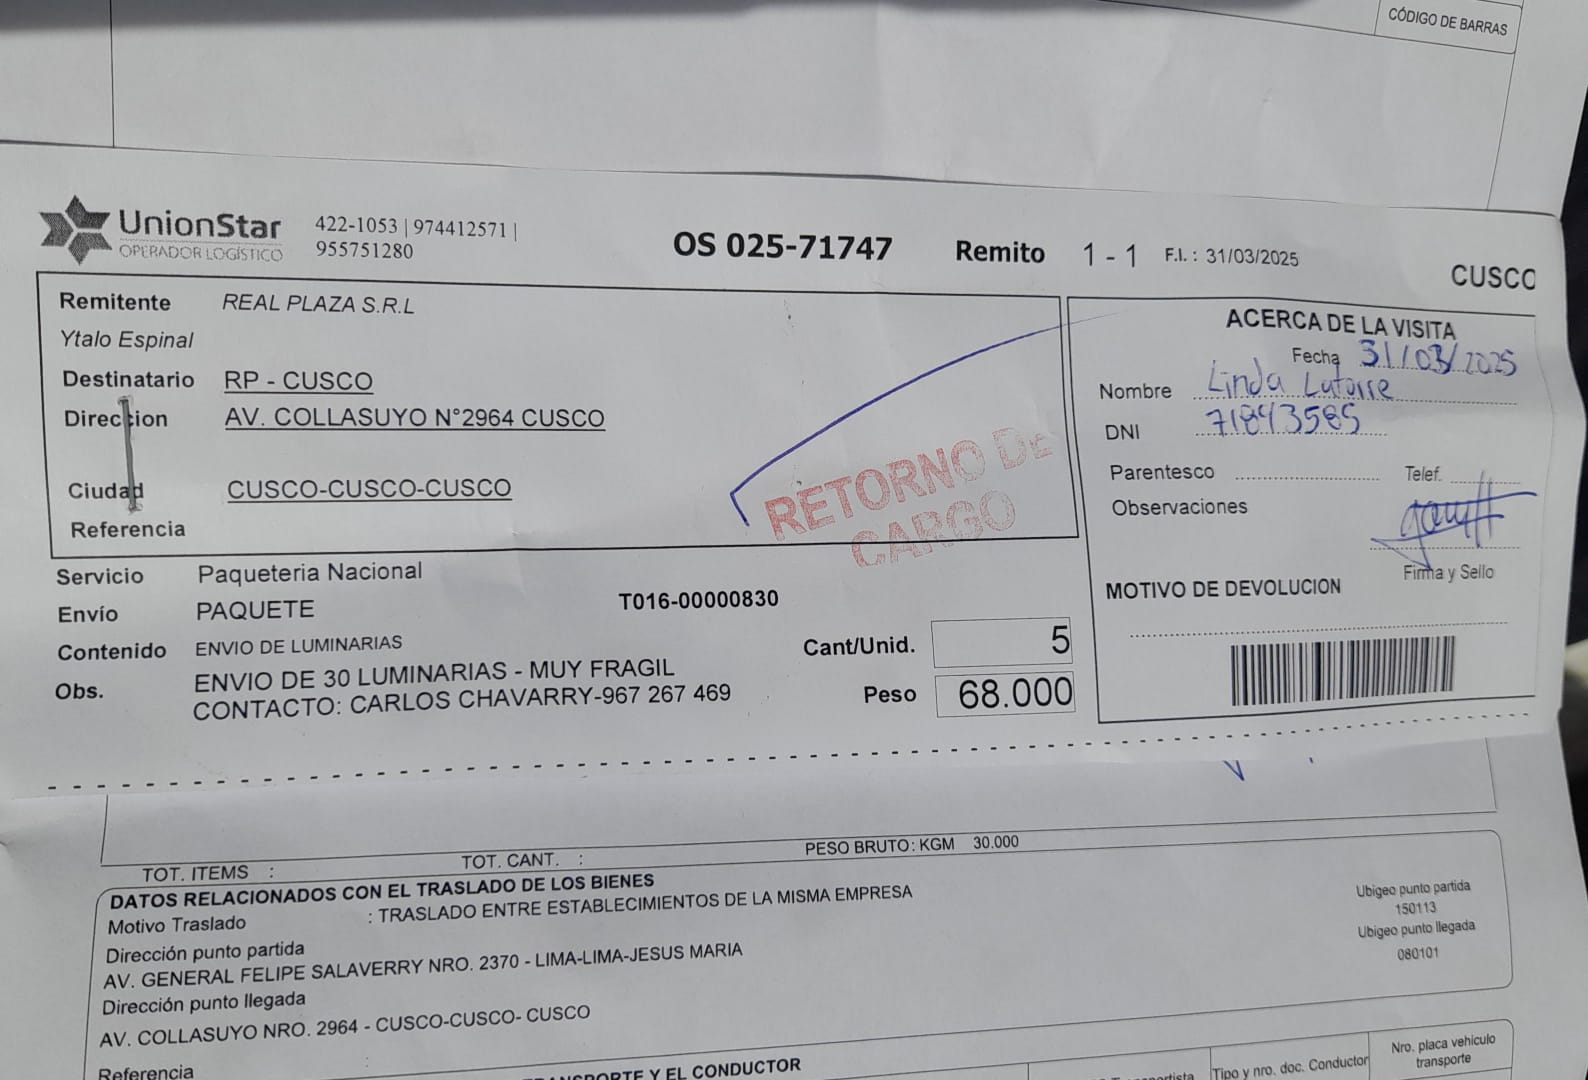 CÓDIGO DE BARRAS
UnionStar
OPERADOR LOGÍSTICO
422-1053 | 974412571 |
955751280
OS 025-71747
Remito 1 - 1
F.I. : 31/03/2025
CUSCO
Remitente REAL PLAZA S.R.L
Ytalo Espinal
Destinatario RP - CUSCO
Direccion AV. COLLASUYO N°2964 CUSCO
Ciudad CUSCO-CUSCO-CUSCO
Referencia
RETORNO DE
CARGO
ACERCA DE LA VISITA
Fecha 31/03/2025
Nombre Linda Latorre
DNI 71843585
Parentesco Telef.
Observaciones
Firma y Sello
MOTIVO DE DEVOLUCION
Servicio Paqueteria Nacional
Envío PAQUETE
T016-00000830
Contenido ENVIO DE LUMINARIAS
Cant/Unid. 5
Obs. ENVIO DE 30 LUMINARIAS - MUY FRAGIL
CONTACTO: CARLOS CHAVARRY-967 267 469
Peso 68.000
TOT. ITEMS :
TOT. CANT. :
PESO BRUTO: KGM 30.000
DATOS RELACIONADOS CON EL TRASLADO DE LOS BIENES
Motivo Traslado : TRASLADO ENTRE ESTABLECIMIENTOS DE LA MISMA EMPRESA
Dirección punto partida
AV. GENERAL FELIPE SALAVERRY NRO. 2370 - LIMA-LIMA-JESUS MARIA
Dirección punto llegada
AV. COLLASUYO NRO. 2964 - CUSCO-CUSCO- CUSCO
Referencia :
Ubigeo punto partida
150113
Ubigeo punto llegada
080101
Y EL CONDUCTOR
Tipo y nro. doc. Conductor
Nro. placa vehiculo
transporte